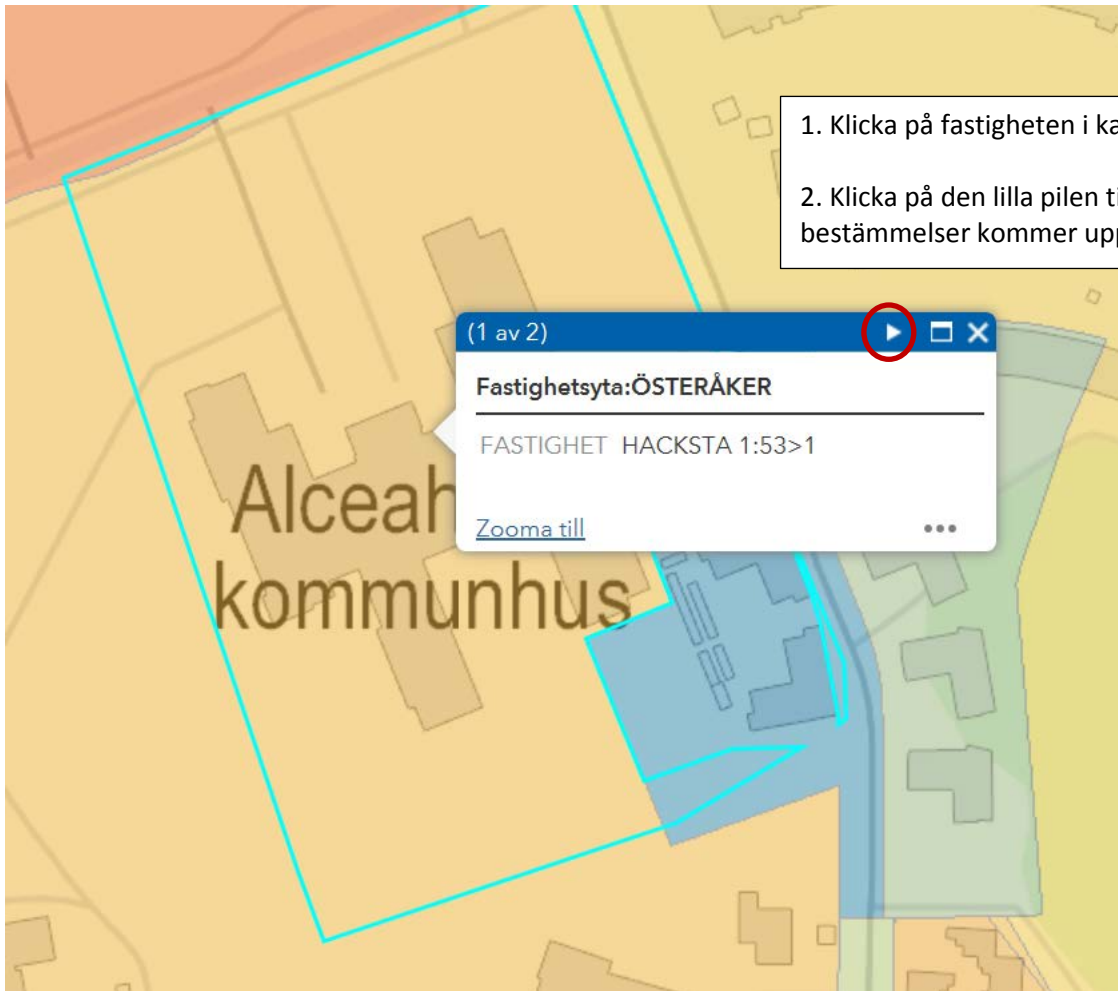 1. Klicka på fastigheten i ka
2. Klicka på den lilla pilen ti
bestämmelser kommer upp
(1 av 2)
Fastighetsyta:ÖSTERÅKER
FASTIGHET HACKSTA 1:53>1
Zooma till
Alceah
kommunhus